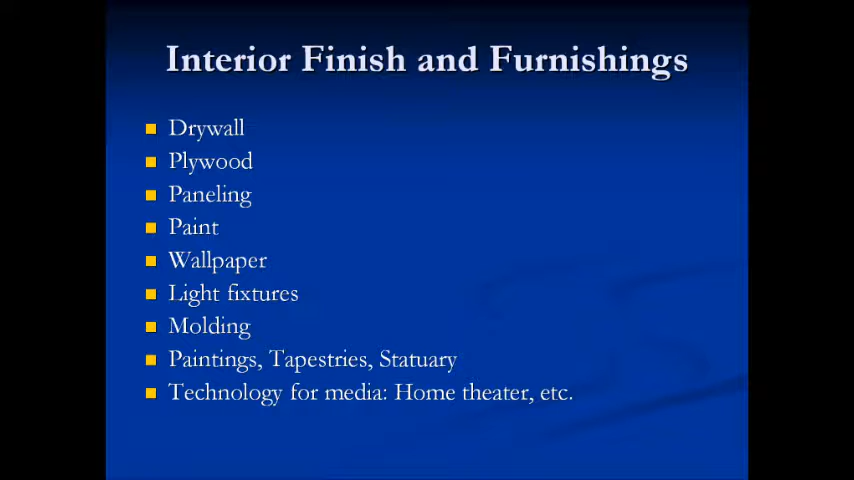 Interior Finish and Furnishings
Drywall
Plywood
Paneling
Paint
Wallpaper
Light fixtures
Molding
Paintings, Tapestries, Statuary
Technology for media: Home theater, etc.